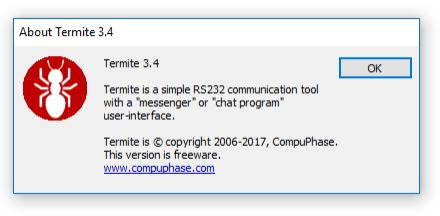 About Termite 3.4
Termite 3.4
OK
Termite is a simple RS232 communication tool
with a "messenger" or "chat program"
user-interface.
Termite is © copyright 2006-2017, CompuPhase.
This version is freeware.
www.compuphase.com